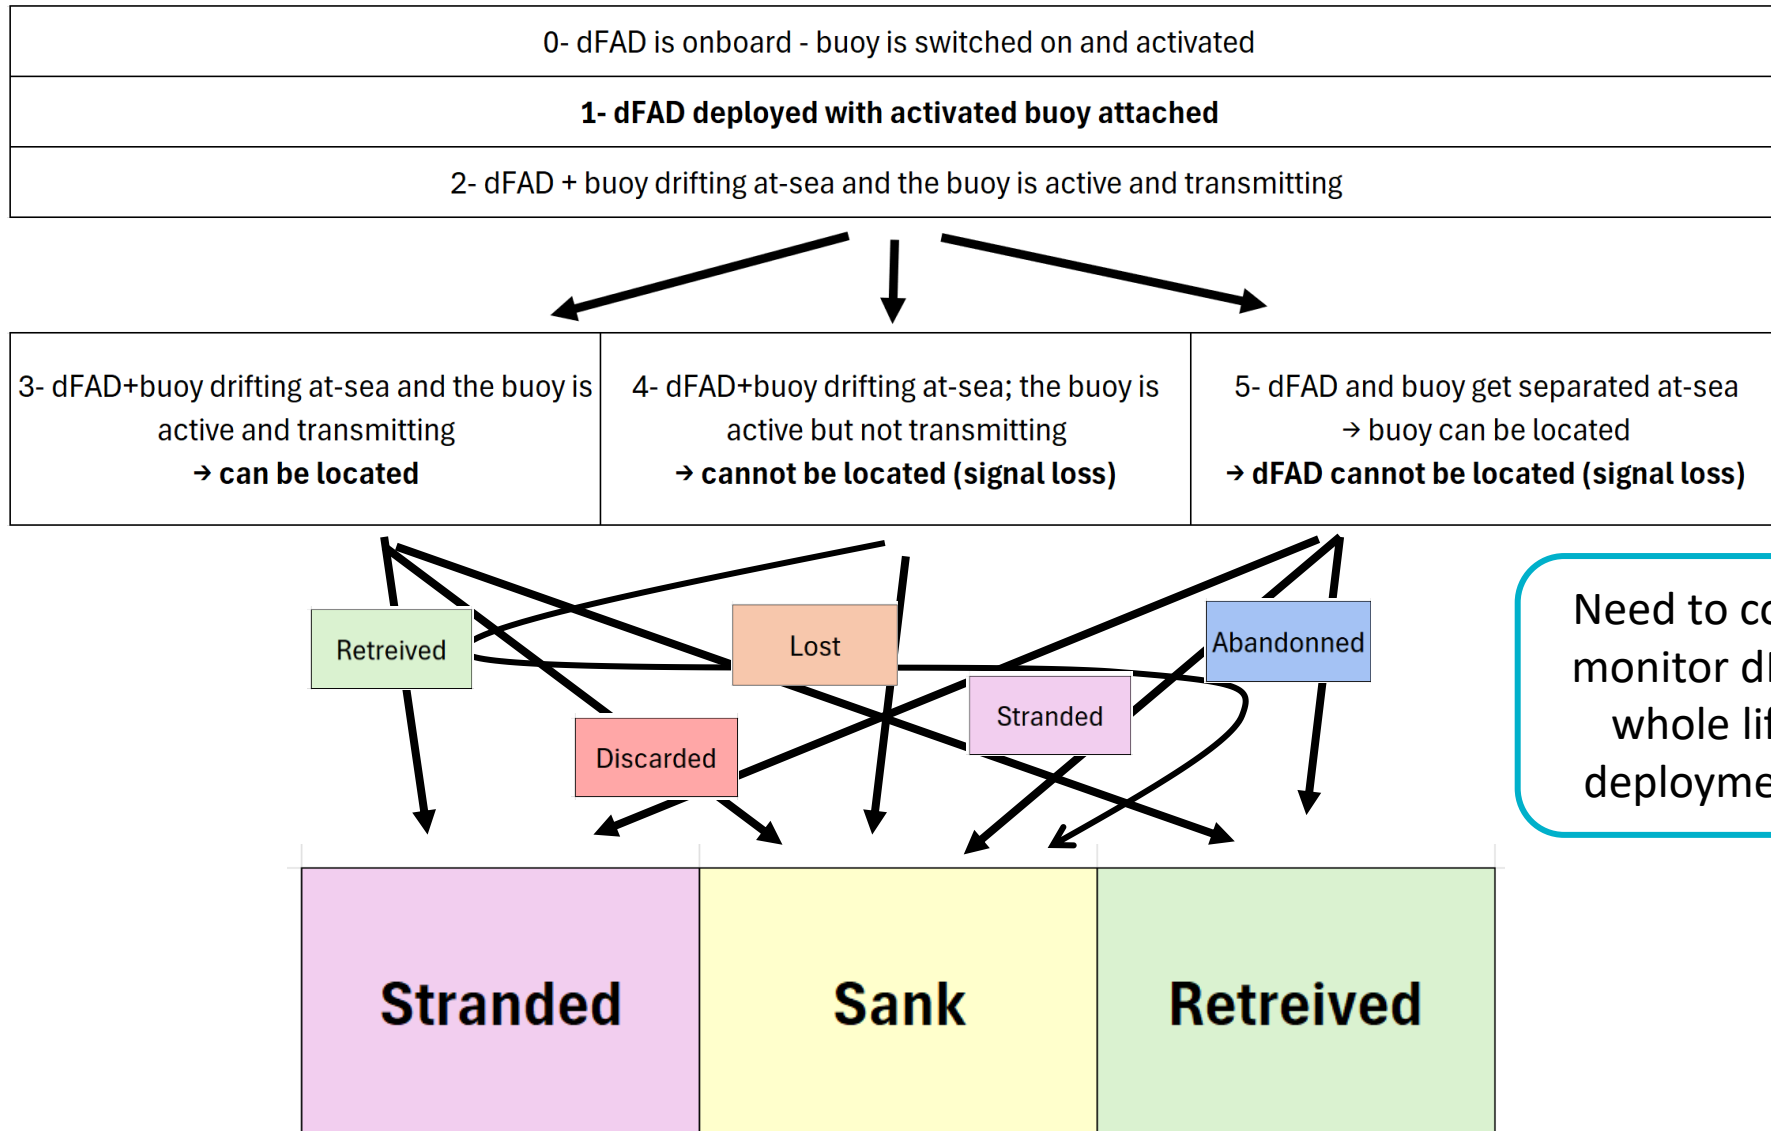 0- dFAD is onboard - buoy is switched on and activated
1- dFAD deployed with activated buoy attached
2- dFAD + buoy drifting at-sea and the buoy is active and transmitting
3- dFAD+buoy drifting at-sea and the buoy is
active and transmitting
→ can be located
4- dFAD+buoy drifting at-sea; the buoy is
active but not transmitting
→ cannot be located (signal loss)
5- dFAD and buoy get separated at-sea
→ buoy can be located
→ dFAD cannot be located (signal loss)
Retreived
Lost
Abandonned
Stranded
Discarded
Need to
monitor
whole
Stranded
Sank
Retreived